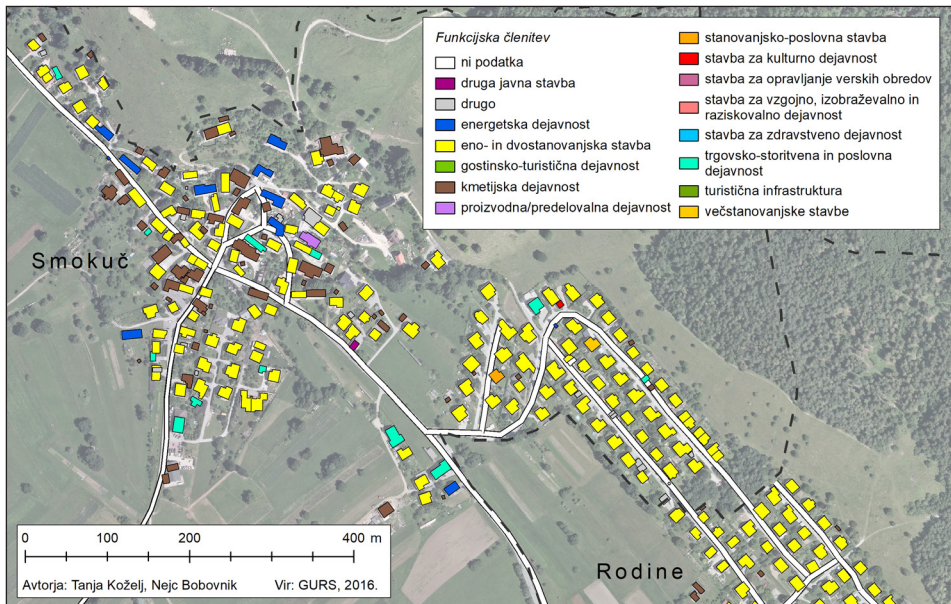 Funkcijska členitev
ni podatka
druga javna stavba
drugo
energetska dejavnost
eno- in dvostanovanjska stavba
gostinsko-turistična dejavnost
kmetijska dejavnost
proizvodna/predelovalna dejavnost
stanovanjsko-poslovna stavba
stavba za kulturno dejavnost
stavba za opravljanje verskih obredov
stavba za vzgojno, izobraževalno in
raziskovalno dejavnost
stavba za zdravstveno dejavnost
trgovsko-storitvena in poslovna
dejavnost
turistična infrastruktura
večstanovanjske stavbe
Smokuč
Rodine
0 100 200 400 m
Avtorja: Tanja Koželj, Nejc Bobovnik Vir: GURS, 2016.